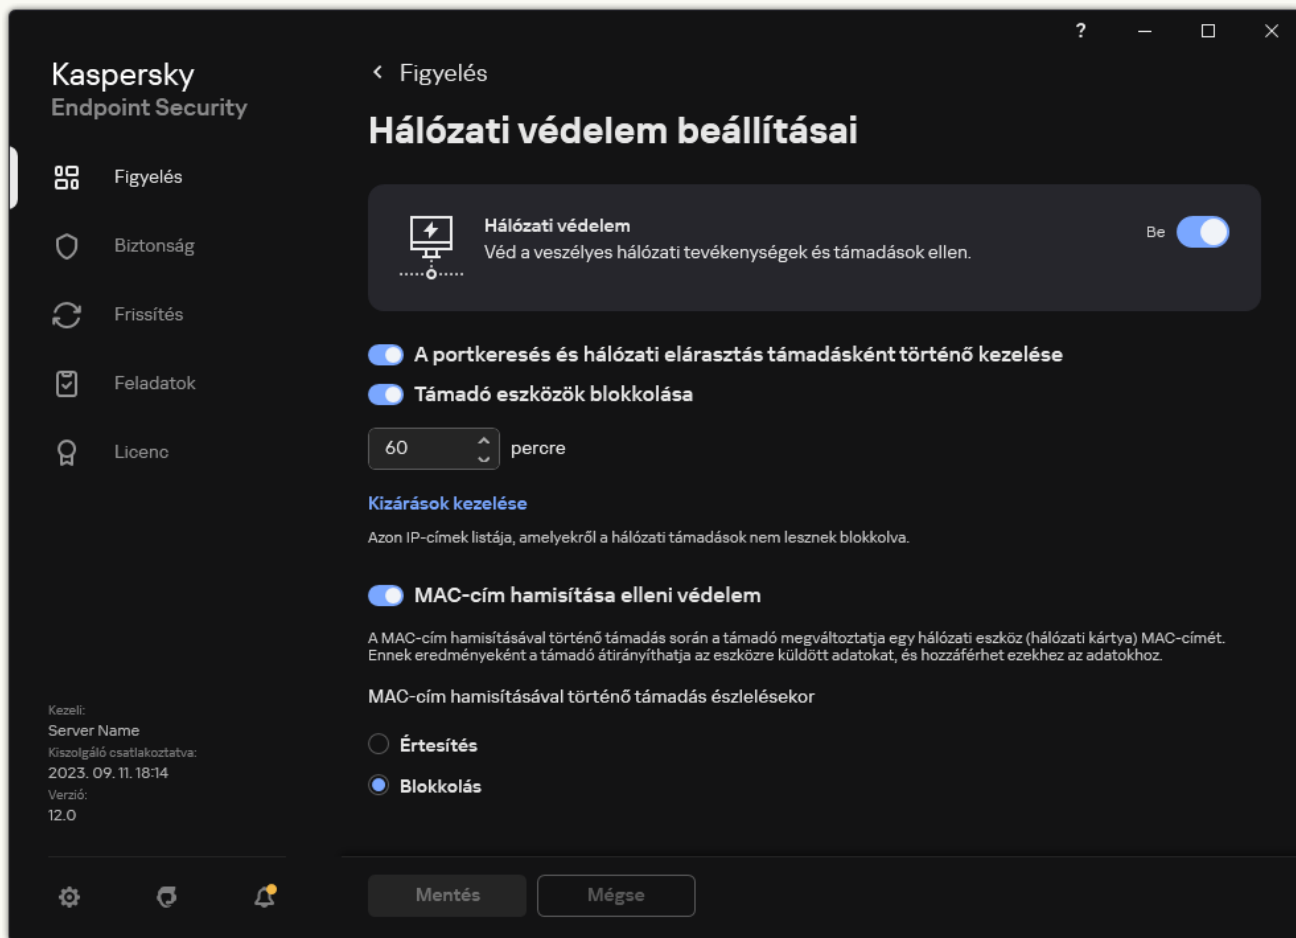 ?
Kaspersky
Endpoint Security
Figyelés
Biztonság
Frissítés
Feladatok
Licenc
Kezeli:
Server Name
Kiszolgáló csatlakoztatva:
2023. 09. 11. 18:14
Verzió:
12.0
Figyelés
Hálózati védelem beállításai
Hálózati védelem
Véd a veszélyes hálózati tevékenységek és támadások ellen.
Be
A portkeresés és hálózati elárasztás támadásként történő kezelése
Támadó eszközök blokkolása
60 percre
Kizárások kezelése
Azon IP-címek listája, amelyekről a hálózati támadások nem lesznek blokkolva.
MAC-cím hamisítása elleni védelem
A MAC-cím hamisításával történő támadás során a támadó megváltoztatja egy hálózati eszköz (hálózati kártya) MAC-címét.
Ennek eredményeként a támadó átirányíthatja az eszközre küldött adatokat, és hozzáférhet ezekhez az adatokhoz.
MAC-cím hamisításával történő támadás észlelésekor
Értesítés
Blokkolás
Mentés
Mégse